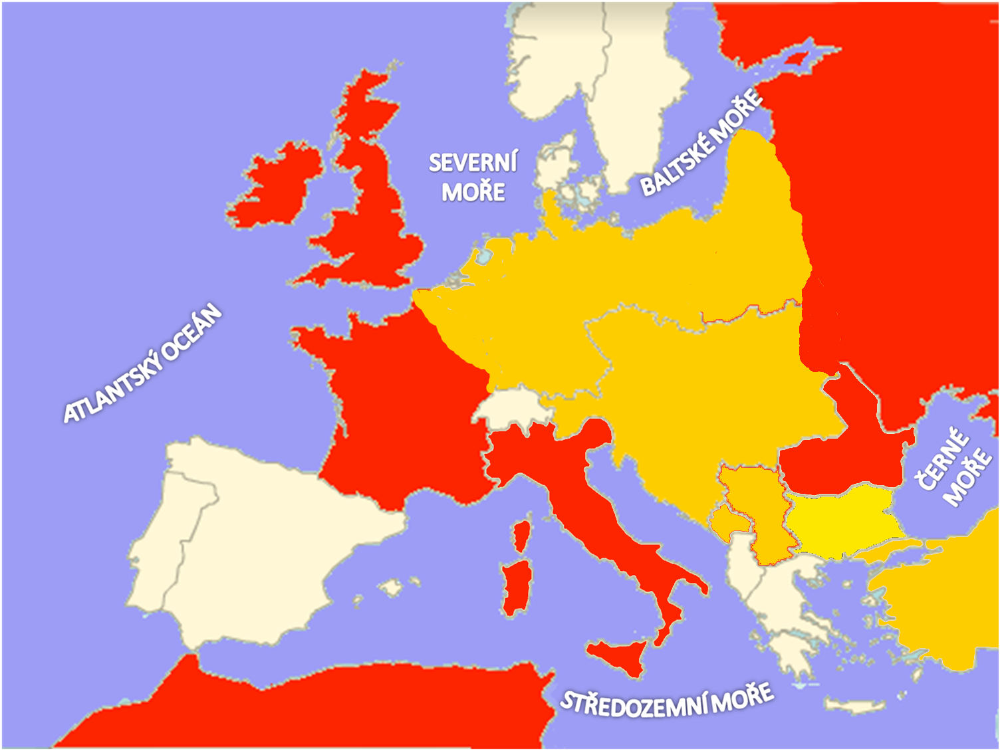 SEVERNÍ
MOŘE
BALTSKÉ MOŘE
ATLANTSKÝ OCEÁN
ČERNÉ
MOŘE
STŘEDOZEMNÍ MOŘE